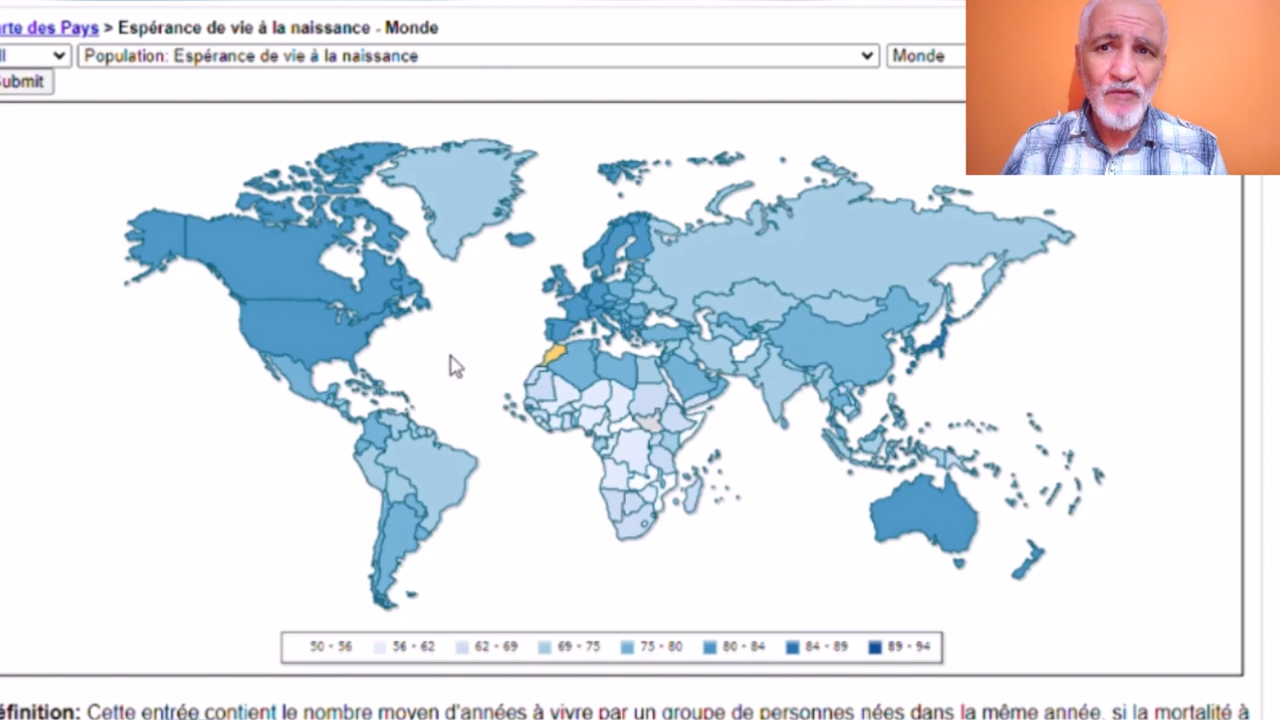 rte des Pays > Espérance de vie à la naissance - Monde
ll Population: Espérance de vie à la naissance Monde
ubmit
50 - 56 56 - 62 62 - 69 69 - 75 75 - 80 80 - 84 84 - 89 89 - 94
éfinition: Cette entrée contient le nombre moyen d'années à vivre par un groupe de personnes nées dans la même année, si la mortalité à